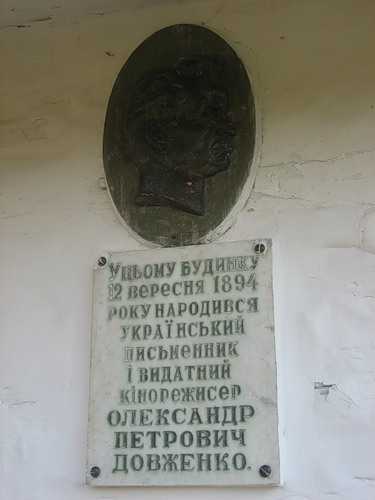 У цьому будинку
12 вересня 1894
року народився
український
письменник
і видатний
кінорежисер
ОЛЕКСАНДР
ПЕТРОВИЧ
ДОВЖЕНКО.